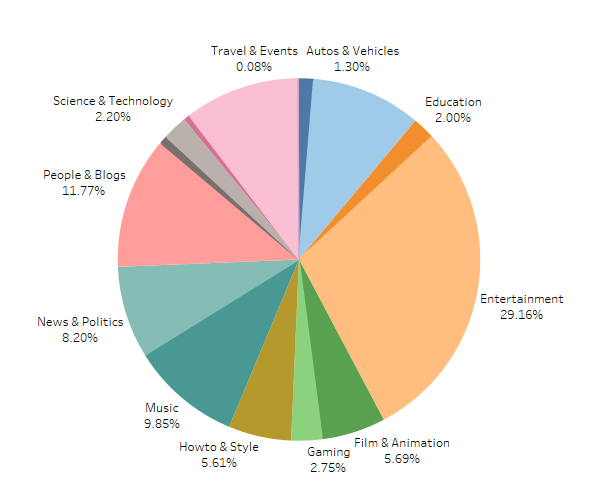 Travel & Events
0.08%
Autos & Vehicles
1.30%
Education
2.00%
Entertainment
29.16%
Film & Animation
5.69%
Gaming
2.75%
Howto & Style
5.61%
Music
9.85%
News & Politics
8.20%
People & Blogs
11.77%
Science & Technology
2.20%